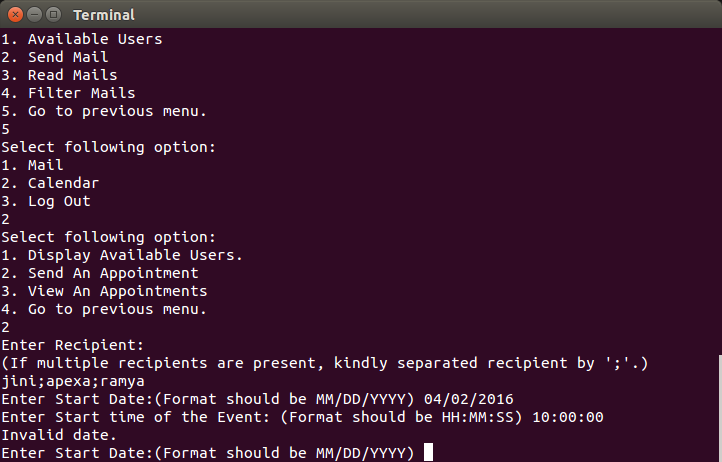 Terminal
1. Available Users
2. Send Mail
3. Read Mails
4. Filter Mails
5. Go to previous menu.
5
Select following option:
1. Mail
2. Calendar
3. Log Out
2
Select following option:
1. Display Available Users.
2. Send An Appointment
3. View An Appointments
4. Go to previous menu.
2
Enter Recipient:
(If multiple recipients are present, kindly separated recipient by ';'.)
jini;apexa;ramya
Enter Start Date:(Format should be MM/DD/YYYY) 04/02/2016
Enter Start time of the Event: (Format should be HH:MM:SS) 10:00:00
Invalid date.
Enter Start Date:(Format should be MM/DD/YYYY)